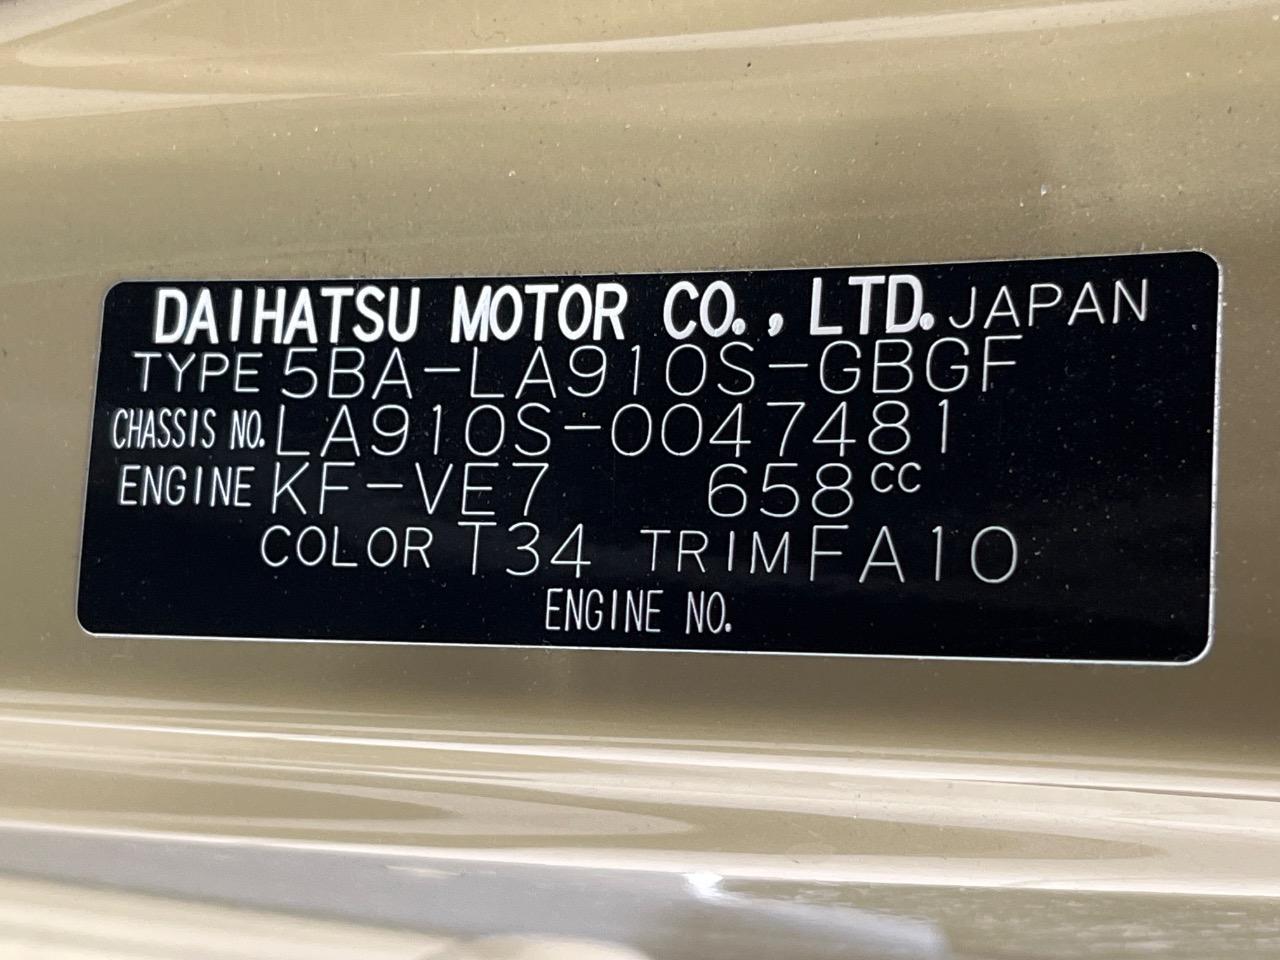 DAIHATSU MOTOR CO., LTD. JAPAN
TYPE 5BA-LA910S-GBGF
CHASSIS NO. LA910S-0047481
ENGINE KF-VE7 658CC
COLOR T34 TRIM FA10
ENGINE NO.